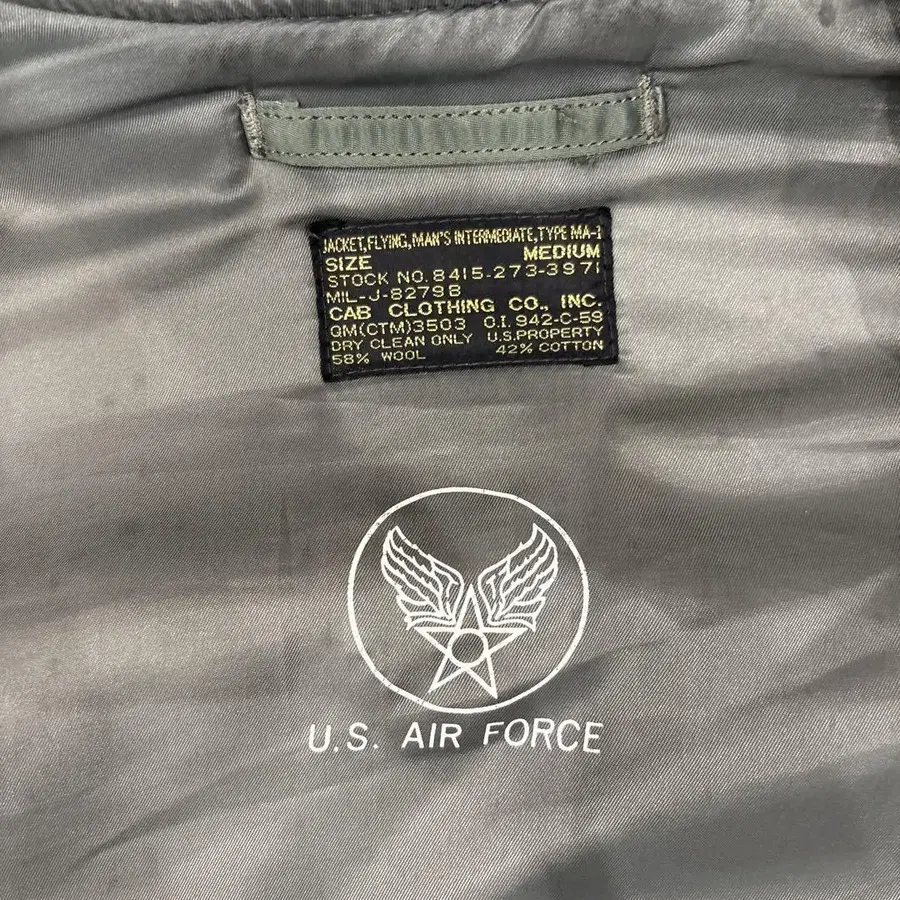 JACKET,FLYING,MAN'S INTERMEDIATE,TYPE MA-1
SIZE MEDIUM
STOCK NO.8415-273-3971
MIL-J-8279B
CAB CLOTHING CO., INC.
QM(CTM)3503 O.I.942-C-59
DRY CLEAN ONLY U.S.PROPERTY
58% WOOL 42% COTTON
U.S. AIR FORCE